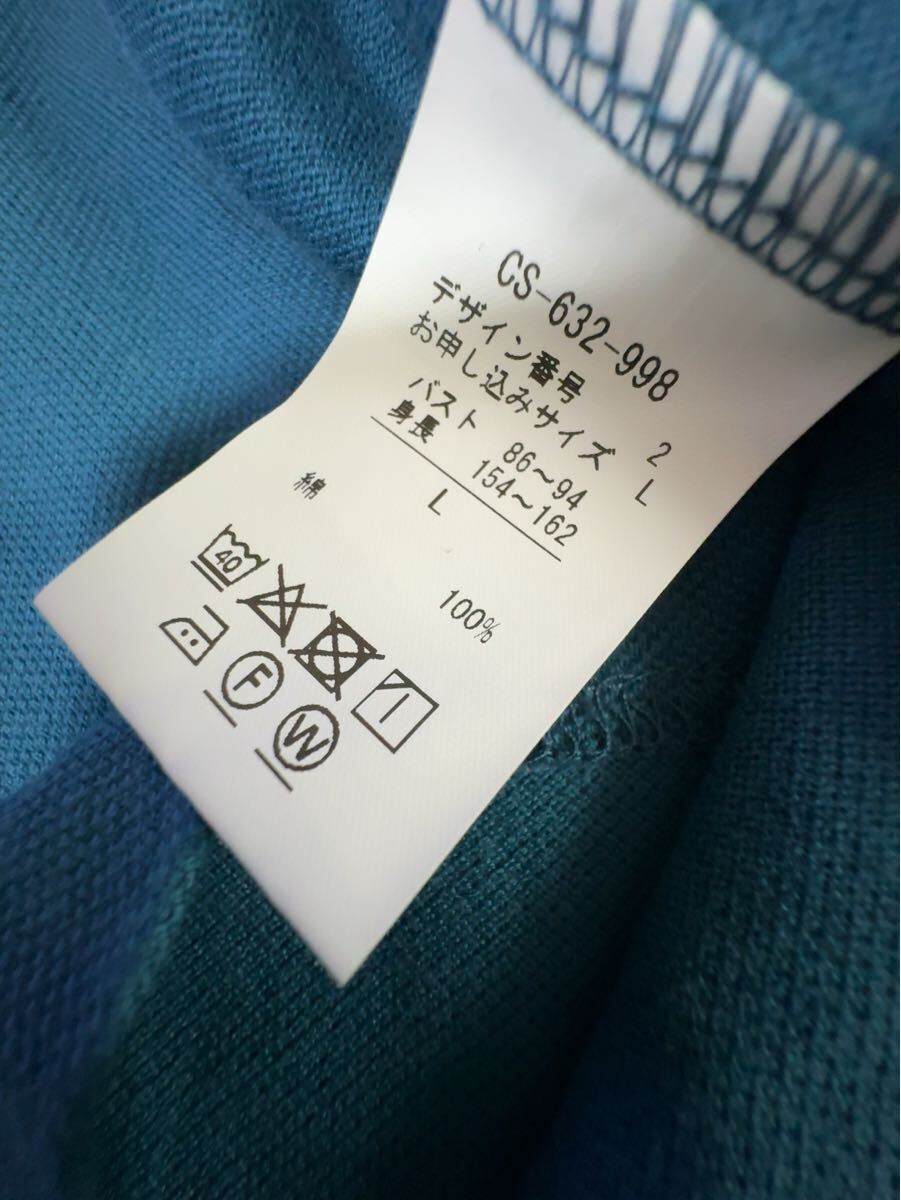 CS-632-998
デザイン番号 2
お申し込みサイズ L
バスト 86～94
身長 154～162
L
綿 100%
40
F
W